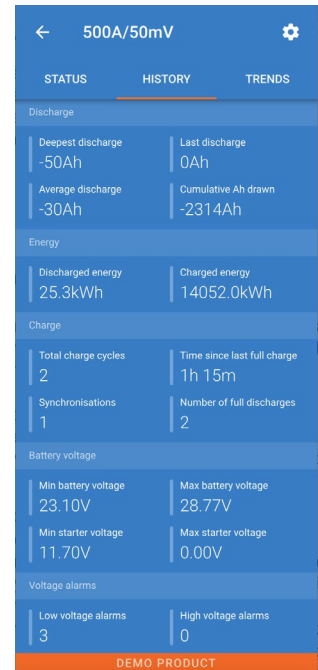 500A/50mV
STATUS HISTORY TRENDS
Discharge
Deepest discharge Last discharge
-50Ah 0Ah
Average discharge Cumulative Ah drawn
-30Ah -2314Ah
Energy
Discharged energy Charged energy
25.3kWh 14052.0kWh
Charge
Total charge cycles Time since last full charge
2 1h 15m
Synchronisations Number of full discharges
1 2
Battery voltage
Min battery voltage Max battery voltage
23.10V 28.77V
Min starter voltage Max starter voltage
11.70V 0.00V
Voltage alarms
Low voltage alarms High voltage alarms
3 0
DEMO PRODUCT